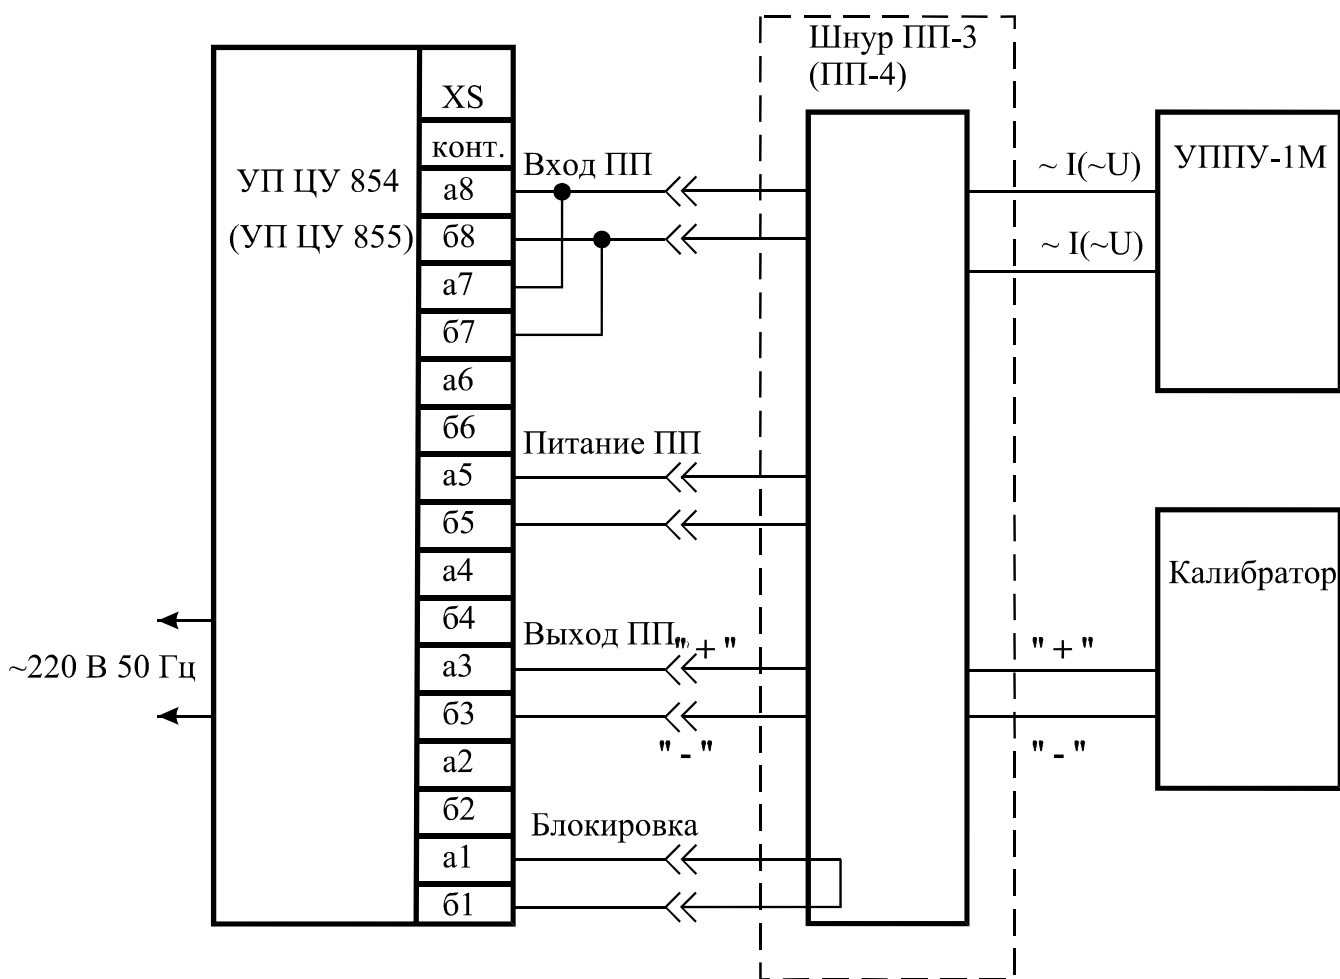 Шнур ПП-3
(ПП-4)
XS
конт.
УП ЦУ 854
(УП ЦУ 855)
а8
б8
а7
б7
а6
б6
а5
б5
а4
б4
а3
б3
а2
б2
а1
б1
Вход ПП
Питание ПП
Выход ПП
"+"
"-"
Блокировка
~220 В 50 Гц
~ I(~U)
~ I(~U)
УППУ-1М
Калибратор
"+"
"-"